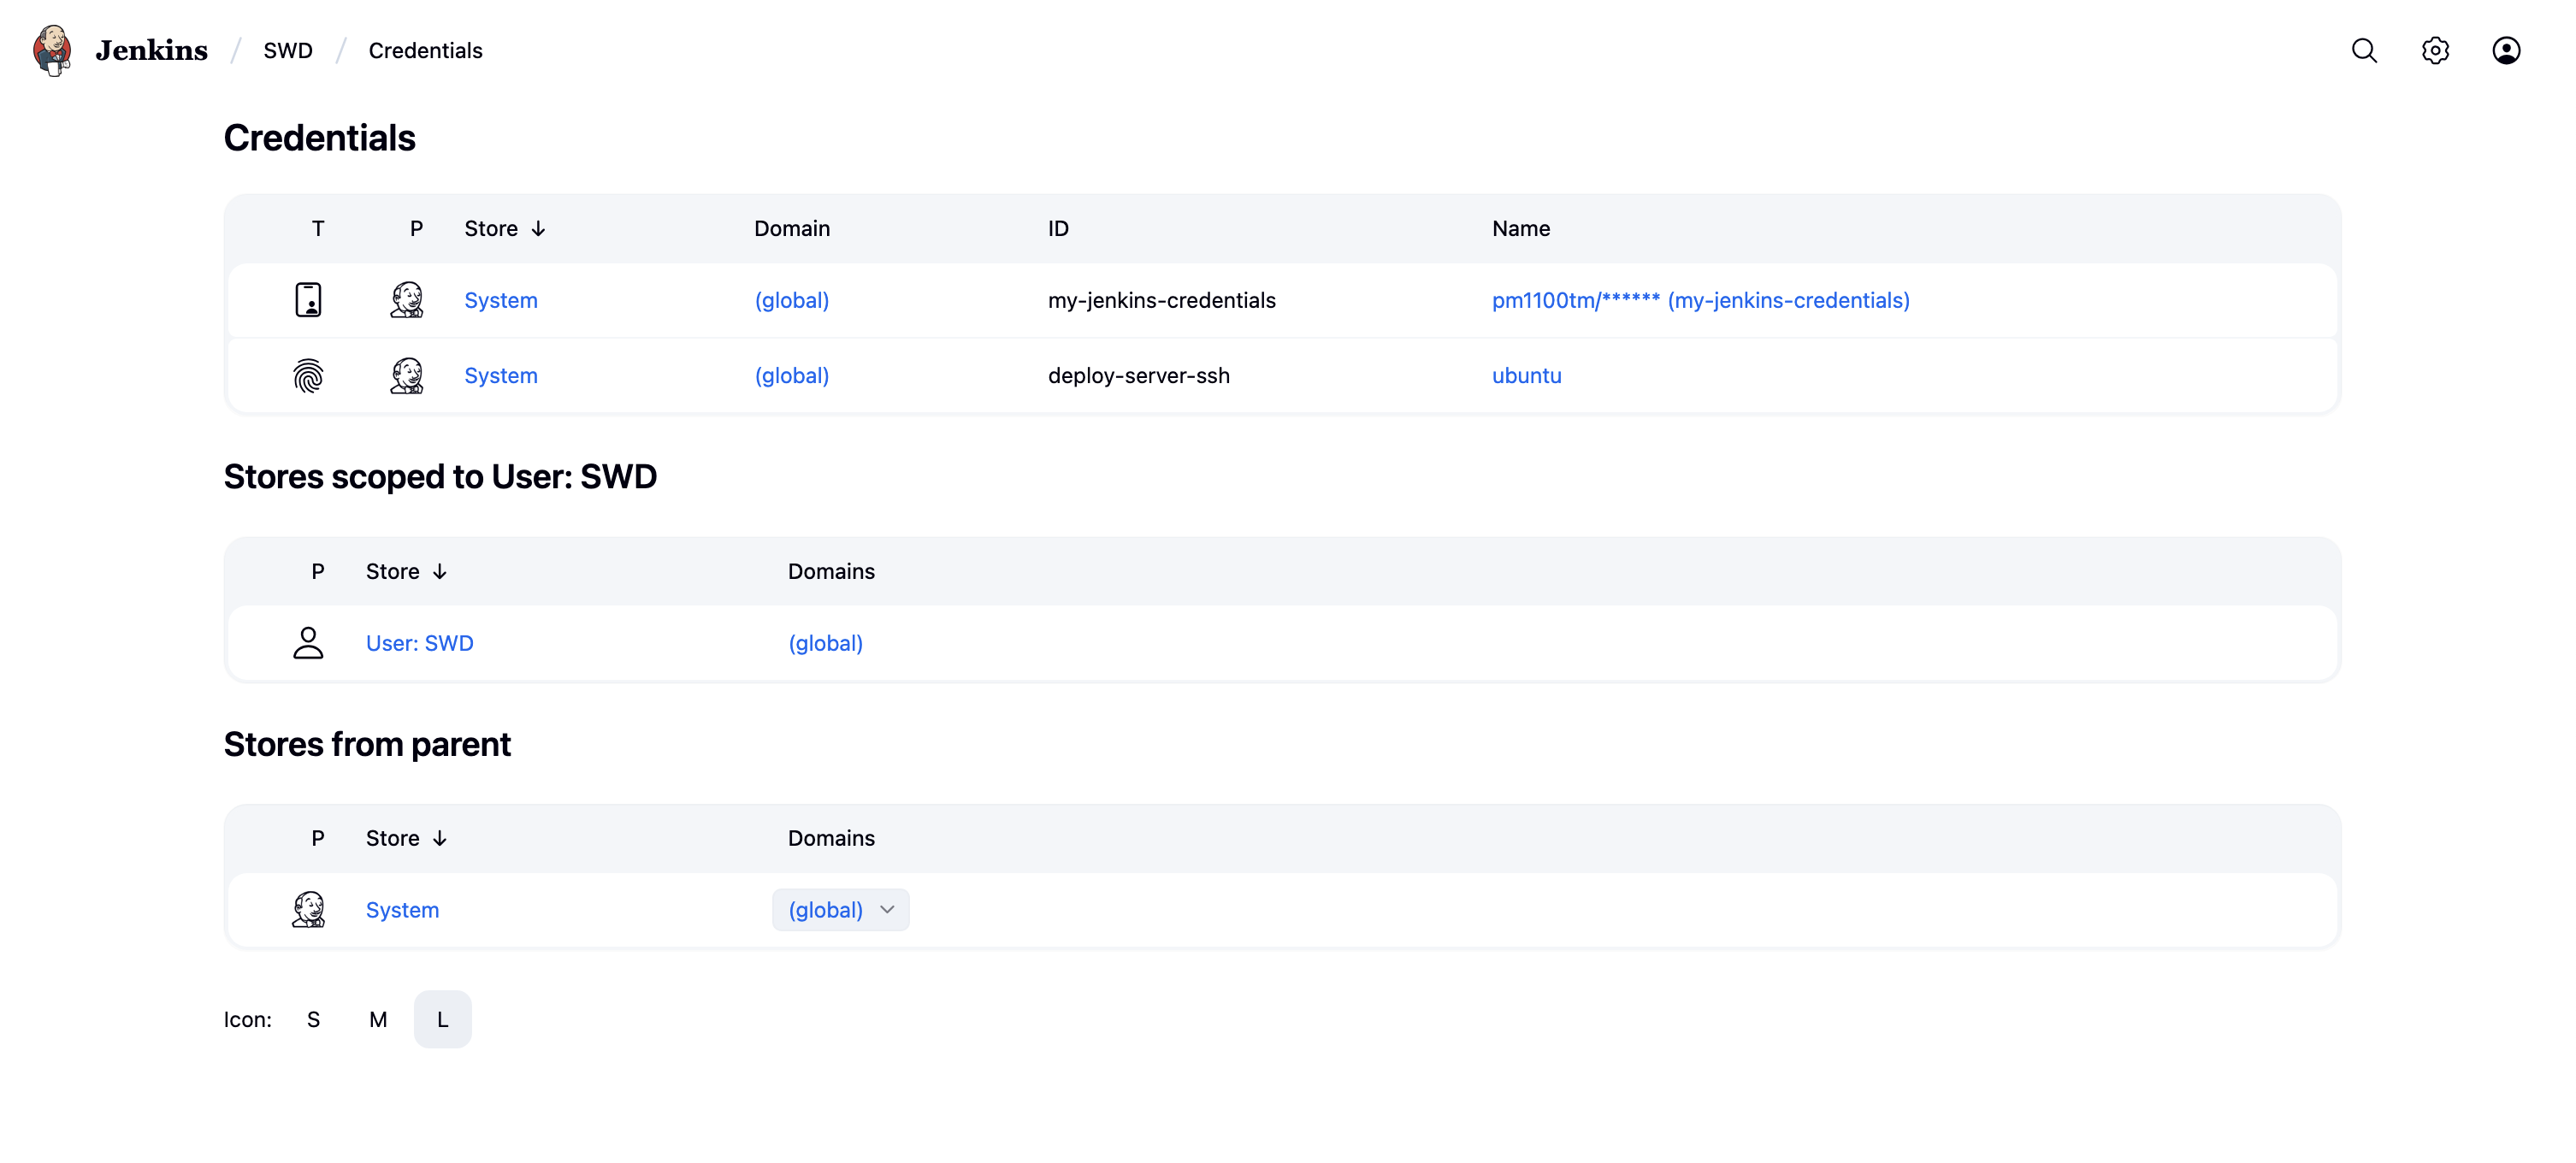 Jenkins / SWD / Credentials
Credentials
T P Store ↓ Domain ID Name
System (global) my-jenkins-credentials pm1100tm/****** (my-jenkins-credentials)
System (global) deploy-server-ssh ubuntu
Stores scoped to User: SWD
P Store ↓ Domains
User: SWD (global)
Stores from parent
P Store ↓ Domains
System (global)
Icon: S M L